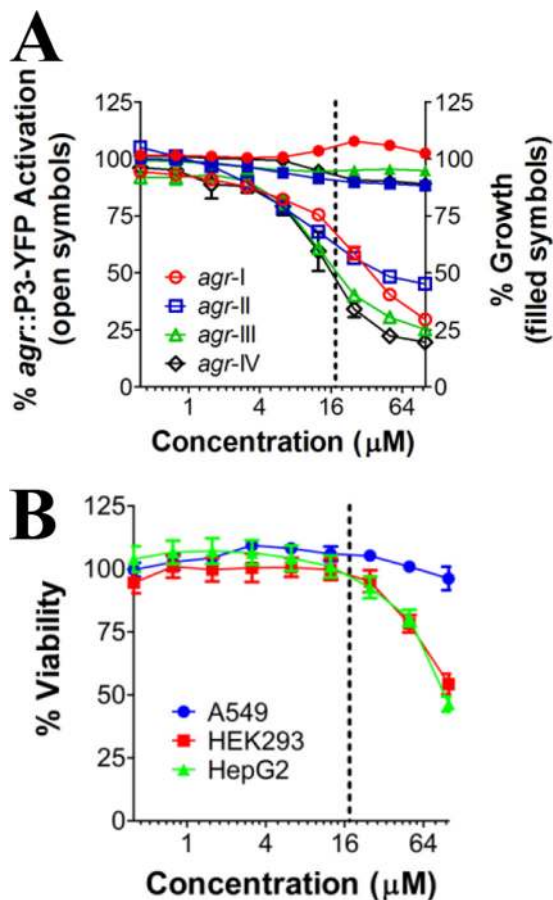 A
% agr::P3-YFP Activation
(open symbols)
125
100
75
50
25
0
agr-I
agr-II
agr-III
agr-IV
125
100
75
50
25
0
% Growth
(filled symbols)
1 4 16 64
Concentration (μM)
B
% Viability
125
100
75
50
25
0
A549
HEK293
HepG2
1 4 16 64
Concentration (μM)